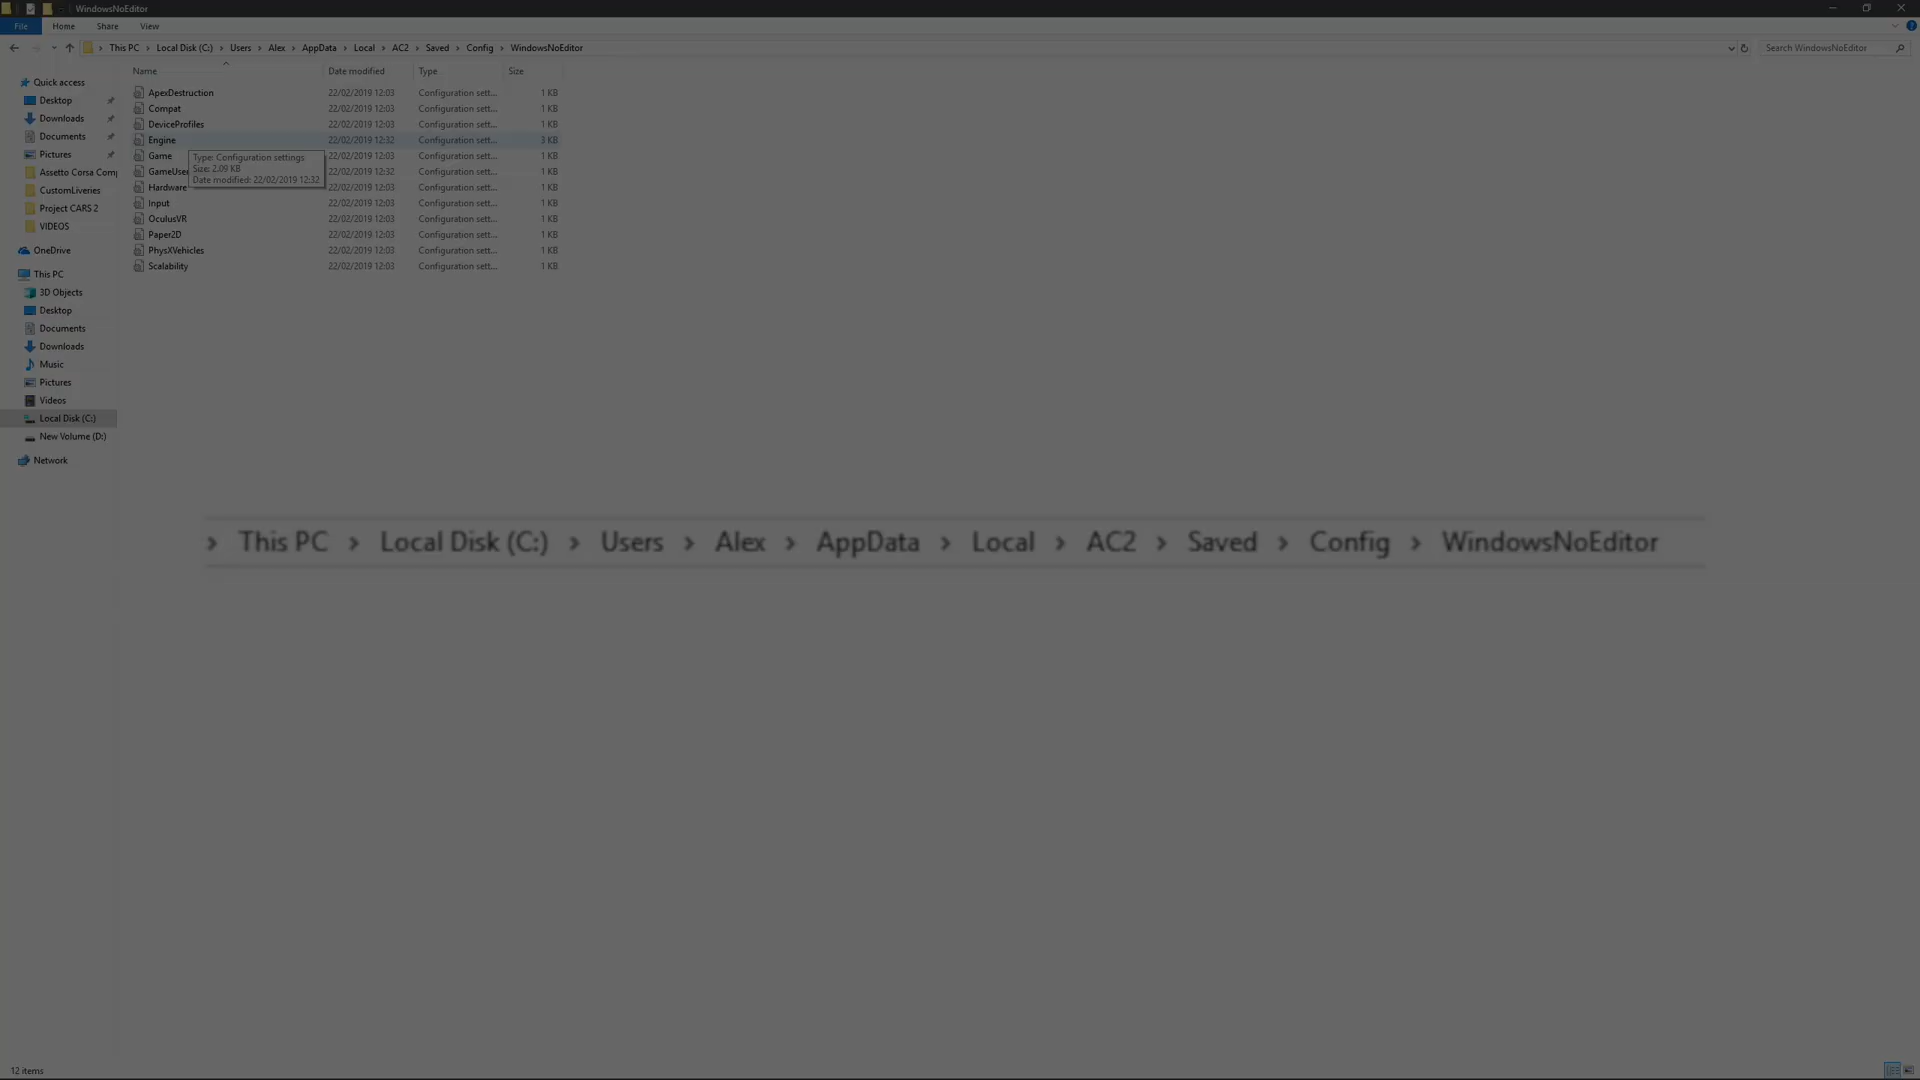 WindowsNoEditor
File Home Share View
This PC > Local Disk (C:) > Users > Alex > AppData > Local > AC2 > Saved > Config > WindowsNoEditor
Search WindowsNoEditor
Name Date modified Type Size
ApexDestruction 22/02/2019 12:03 Configuration sett... 1 KB
Compat 22/02/2019 12:03 Configuration sett... 1 KB
DeviceProfiles 22/02/2019 12:03 Configuration sett... 1 KB
Engine 22/02/2019 12:32 Configuration sett... 3 KB
Game 22/02/2019 12:03 Configuration sett... 1 KB
GameUser 22/02/2019 12:32 Configuration sett... 1 KB
Hardware 22/02/2019 12:03 Configuration sett... 1 KB
Input 22/02/2019 12:03 Configuration sett... 1 KB
OculusVR 22/02/2019 12:03 Configuration sett... 1 KB
Paper2D 22/02/2019 12:03 Configuration sett... 1 KB
PhysXVehicles 22/02/2019 12:03 Configuration sett... 1 KB
Scalability 22/02/2019 12:03 Configuration sett... 1 KB
Type: Configuration settings
Size: 2.09 KB
Date modified: 22/02/2019 12:32
Quick access
Desktop
Downloads
Documents
Pictures
Assetto Corsa Comp
CustomLiveries
Project CARS 2
VIDEOS
OneDrive
This PC
3D Objects
Desktop
Documents
Downloads
Music
Pictures
Videos
Local Disk (C:)
New Volume (D:)
Network
> This PC > Local Disk (C:) > Users > Alex > AppData > Local > AC2 > Saved > Config > WindowsNoEditor
12 items